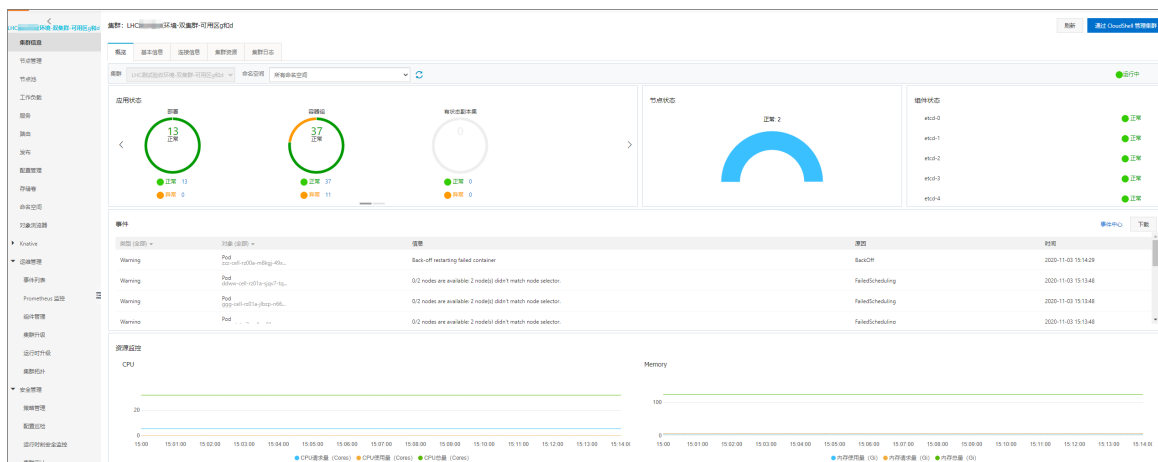 集群：LHC 环境-双集群-可用区gf和d
刷新
通过 CloudShell 管理集群
集群信息
节点管理
节点池
工作负载
服务
路由
发布
配置管理
存储卷
命名空间
对象浏览器
Knative
运维管理
事件列表
Prometheus 监控
组件管理
集群升级
运行时升级
集群拓扑
安全管理
策略管理
配置巡检
运行时刻安全监控
概览 基本信息 连接信息 集群资源 集群日志
集群 命名空间 所有命名空间
运行中
应用状态
部署 容器组 有状态副本集
13 37 0
正常 正常
正常 13 正常 37 正常 0
异常 0 异常 11 异常 0
节点状态
正常: 2
组件状态
etcd-0 正常
etcd-1 正常
etcd-2 正常
etcd-3 正常
etcd-4 正常
事件
事件中心 下载
类型 (全部) 对象 (全部) 信息 原因 时间
Warning Pod Back-off restarting failed container BackOff 2020-11-03 15:14:29
Warning Pod 0/2 nodes are available: 2 node(s) didn't match node selector. FailedScheduling 2020-11-03 15:13:48
Warning Pod 0/2 nodes are available: 2 node(s) didn't match node selector. FailedScheduling 2020-11-03 15:13:48
Warning Pod 0/2 nodes are available: 2 node(s) didn't match node selector. FailedScheduling 2020-11-03 15:13:48
资源监控
CPU
20
0
15:00 15:01:00 15:02:00 15:03:00 15:04:00 15:05:00 15:06:00 15:07:00 15:08:00 15:09:00 15:10:00 15:11:00 15:12:00 15:13:00 15:14:0
CPU请求量 (Cores) CPU使用量 (Cores) CPU总量 (Cores)
Memory
100
0
15:00 15:01:00 15:02:00 15:03:00 15:04:00 15:05:00 15:06:00 15:07:00 15:08:00 15:09:00 15:10:00 15:11:00 15:12:00 15:13:00 15:14:0
内存使用量 (Gi) 内存请求量 (Gi) 内存总量 (Gi)